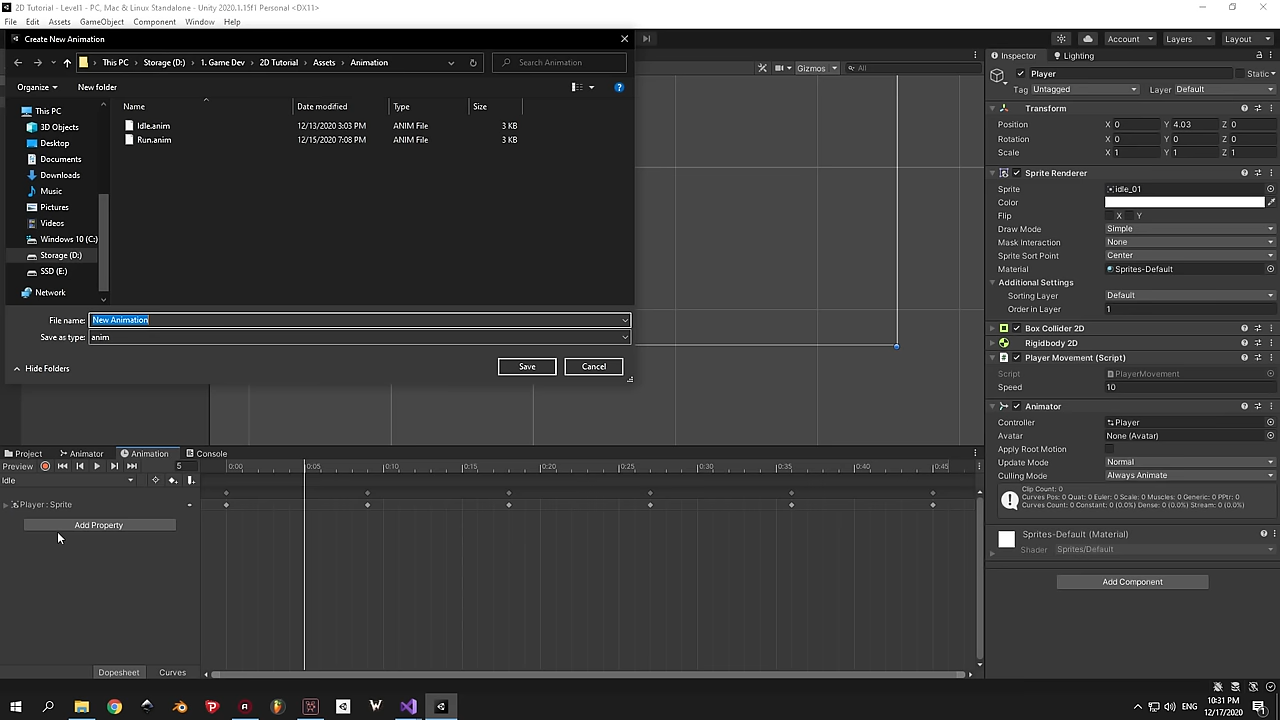 2D Tutorial - Level1 - PC, Mac & Linux Standalone - Unity 2020.1.15f1 Personal <DX11>
File Edit Assets GameObject Component Window Help
Create New Animation
This PC > Storage (D:) > 1. Game Dev > 2D Tutorial > Assets > Animation
Search Animation
Organize New folder
Name Date modified Type Size
Idle.anim 12/13/2020 3:03 PM ANIM File 3 KB
Run.anim 12/15/2020 7:08 PM ANIM File 3 KB
This PC
3D Objects
Desktop
Documents
Downloads
Music
Pictures
Videos
Windows 10 (C:)
Storage (D:)
SSD (E:)
Network
File name: New Animation
Save as type: anim
Hide Folders
Save Cancel
Account Layers Layout
Gizmos All
Inspector Lighting
Player Static
Tag Untagged Layer Default
Transform
Position X 0 Y 4.03 Z 0
Rotation X 0 Y 0 Z 0
Scale X 1 Y 1 Z 1
Sprite Renderer
Sprite idle_01
Color
Flip X Y
Draw Mode Simple
Mask Interaction None
Sprite Sort Point Center
Material Sprites-Default
Additional Settings
Sorting Layer Default
Order in Layer 1
Box Collider 2D
Rigidbody 2D
Player Movement (Script)
Script PlayerMovement
Speed 10
Animator
Controller Player
Avatar None (Avatar)
Apply Root Motion
Update Mode Normal
Culling Mode Always Animate
Clip Count: 0
Curves Pos: 0 Quat: 0 Euler: 0 Scale: 0 Muscles: 0 Generic: 0 PPtr: 0
Curves Count: 0 Constant: 0 (0.0%) Dense: 0 (0.0%) Stream: 0 (0.0%)
Sprites-Default (Material)
Shader Sprites/Default
Add Component
Project Animator Animation Console
Preview 5 0:00 0:05 0:10 0:15 0:20 0:25 0:30 0:35 0:40 0:45
Idle
Player : Sprite
Add Property
Dopesheet Curves
ENG
10:31 PM
12/17/2020